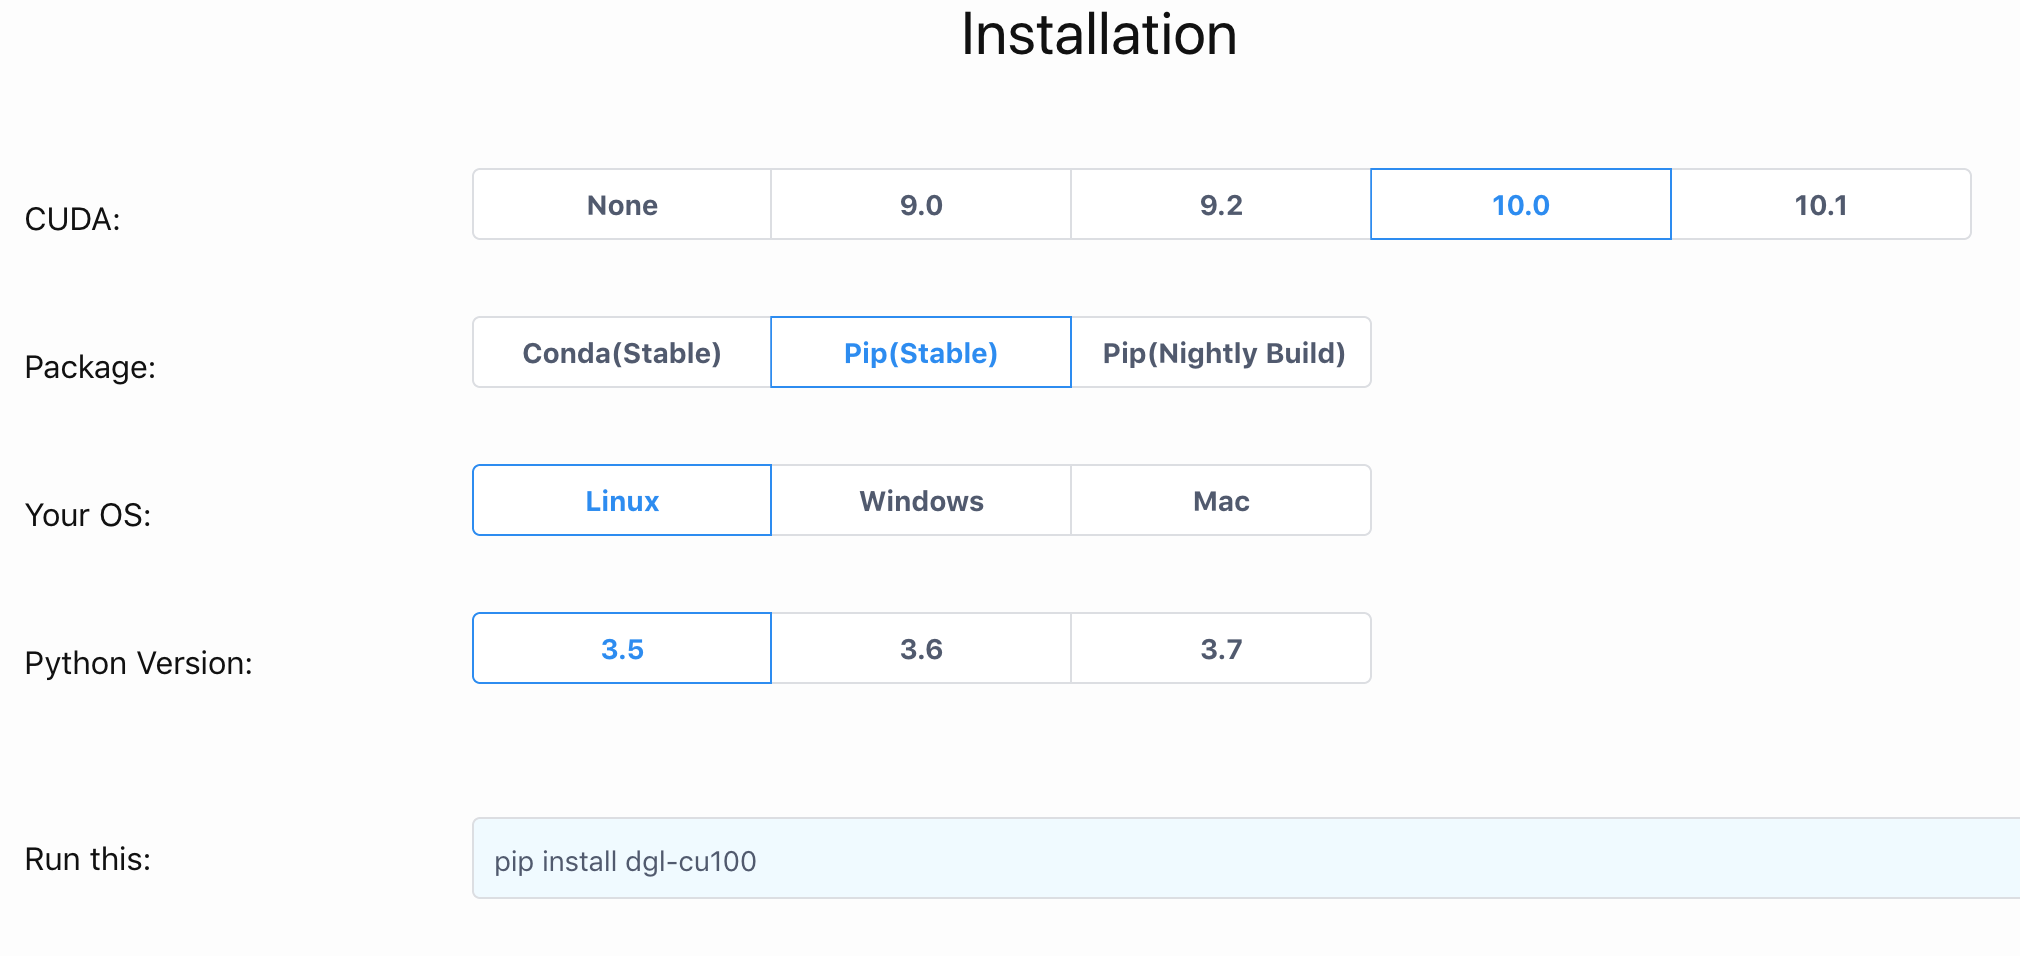 Installation
CUDA: None 9.0 9.2 10.0 10.1
Package: Conda(Stable) Pip(Stable) Pip(Nightly Build)
Your OS: Linux Windows Mac
Python Version: 3.5 3.6 3.7
Run this: pip install dgl-cu100